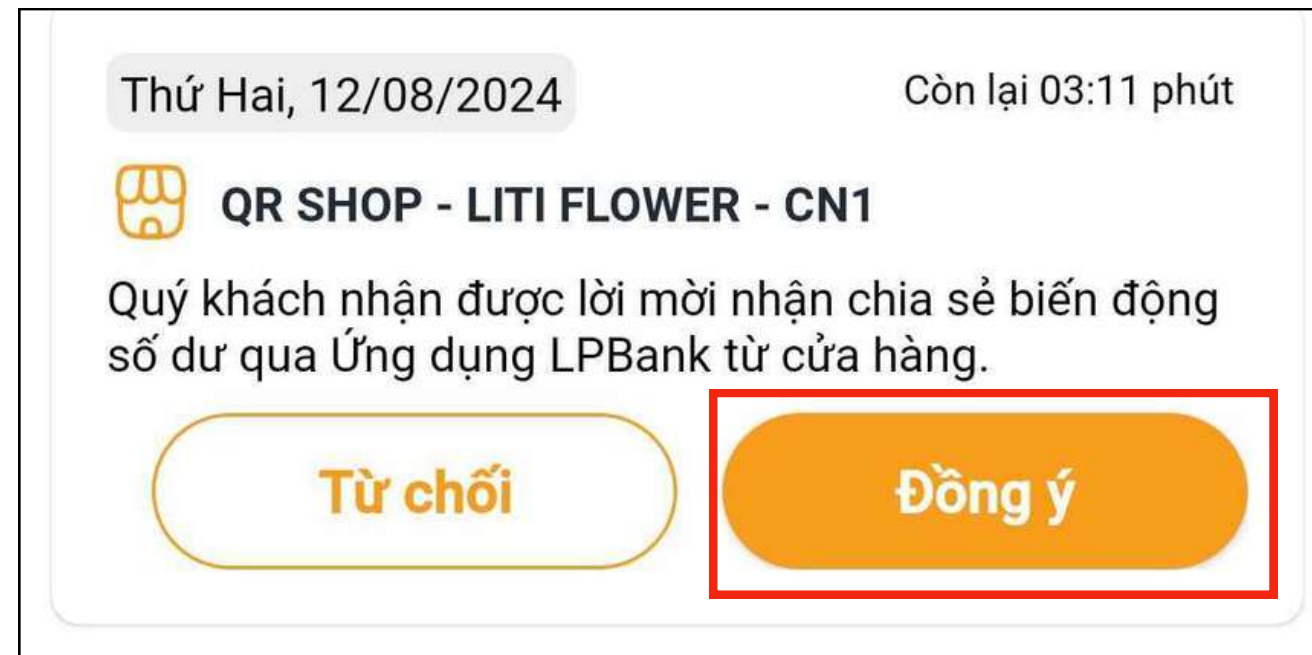 Thứ Hai, 12/08/2024
Còn lại 03:11 phút
QR SHOP - LITI FLOWER - CN1
Quý khách nhận được lời mời nhận chia sẻ biến động
số dư qua Ứng dụng LPBank từ cửa hàng.
Từ chối
Đồng ý